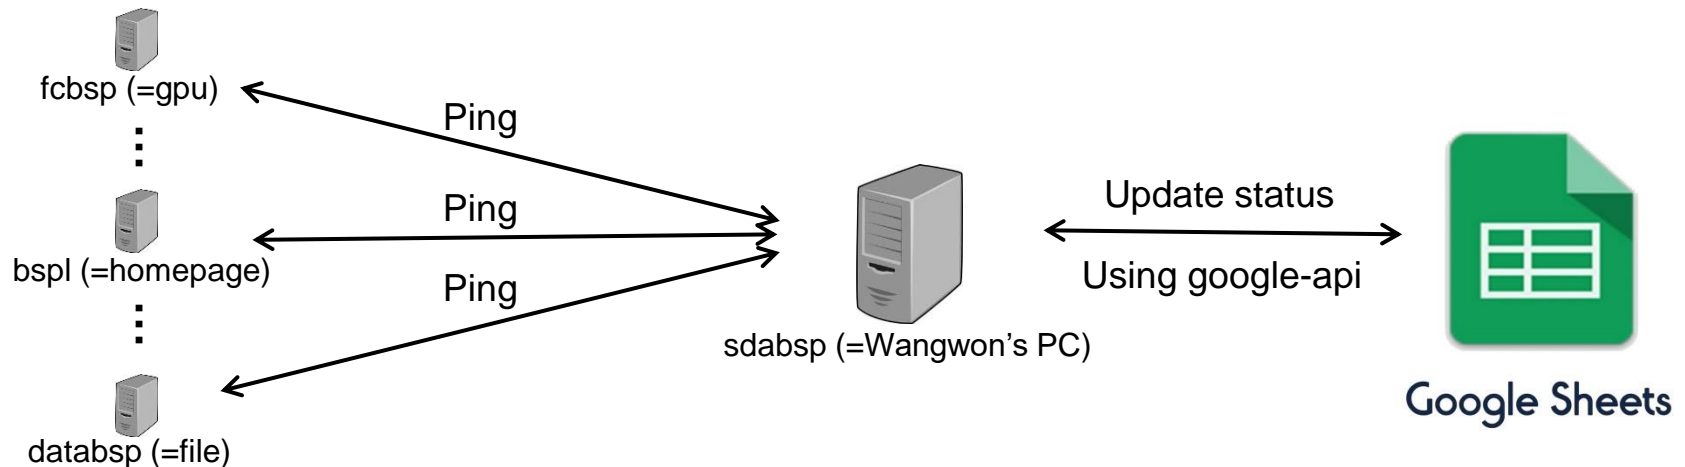 fcbsp (=gpu)
Ping
Ping
bspl (=homepage)
Ping
databsp (=file)
sdabsp (=Wangwon’s PC)
Update status
Using google-api
Google Sheets